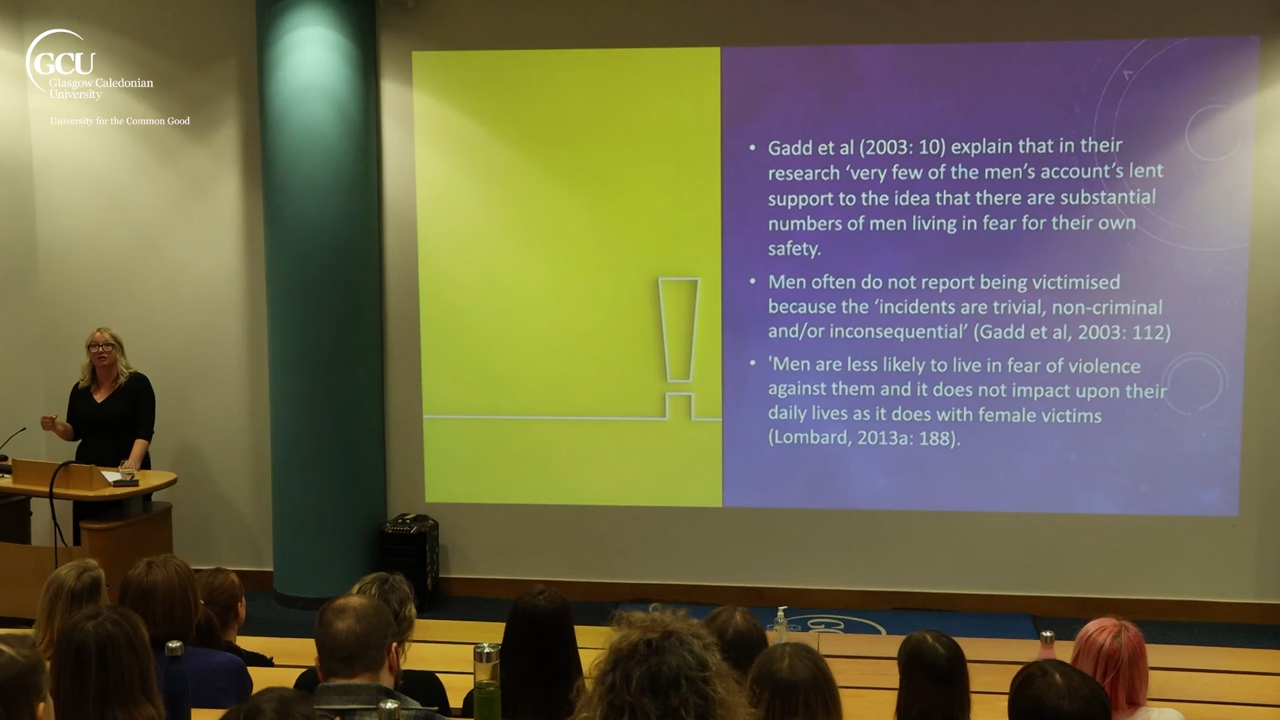 GCU
Glasgow Caledonian
University
University for the Common Good
• Gadd et al (2003: 10) explain that in their
research ‘very few of the men’s account’s lent
support to the idea that there are substantial
numbers of men living in fear for their own
safety.
• Men often do not report being victimised
because the ‘incidents are trivial, non-criminal
and/or inconsequential’ (Gadd et al, 2003: 112)
• 'Men are less likely to live in fear of violence
against them and it does not impact upon their
daily lives as it does with female victims
(Lombard, 2013a: 188).